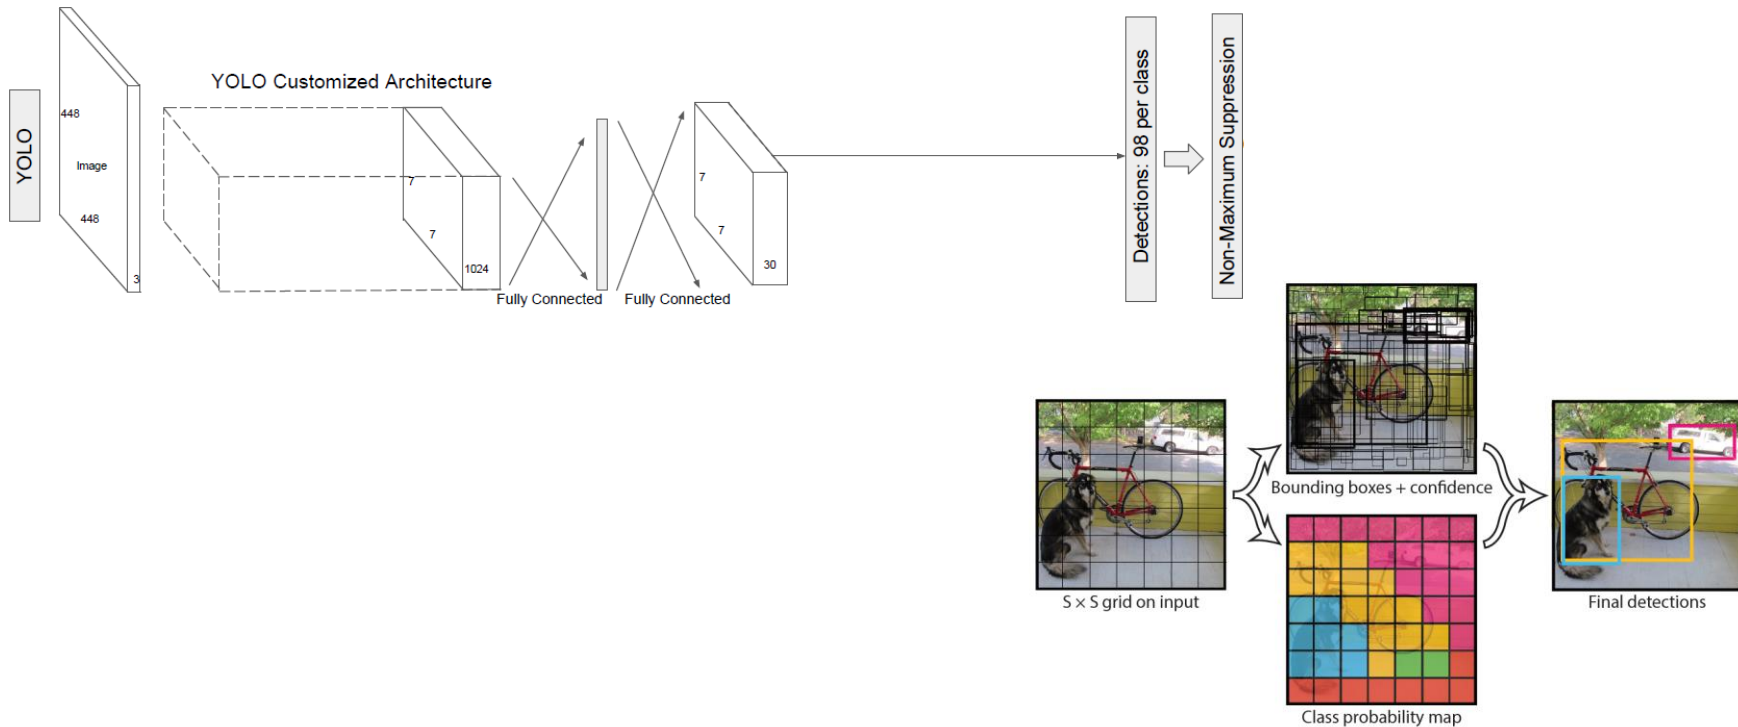 YOLO
448
Image
448
3
YOLO Customized Architecture
7
7
1024
Fully Connected
Fully Connected
7
7
30
Detections: 98 per class
Non-Maximum Suppression
S × S grid on input
Bounding boxes + confidence
Class probability map
Final detections